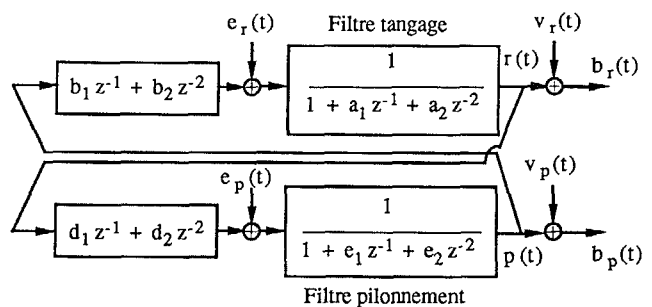 e_r(t)
Filtre tangage
v_r(t)
b_1 z^-1 + b_2 z^-2
1
1 + a_1 z^-1 + a_2 z^-2
r(t)
b_r(t)
e_p(t)
v_p(t)
d_1 z^-1 + d_2 z^-2
1
1 + e_1 z^-1 + e_2 z^-2
p(t)
b_p(t)
Filtre pilonnement